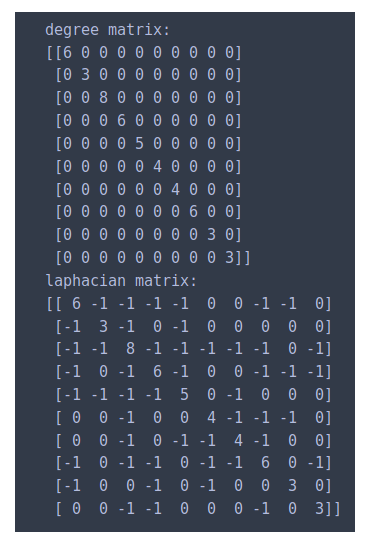 degree matrix:
[[6 0 0 0 0 0 0 0 0 0]
[0 3 0 0 0 0 0 0 0 0]
[0 0 8 0 0 0 0 0 0 0]
[0 0 0 6 0 0 0 0 0 0]
[0 0 0 0 5 0 0 0 0 0]
[0 0 0 0 0 4 0 0 0 0]
[0 0 0 0 0 0 4 0 0 0]
[0 0 0 0 0 0 0 6 0 0]
[0 0 0 0 0 0 0 0 3 0]
[0 0 0 0 0 0 0 0 0 3]]
laphacian matrix:
[[ 6 -1 -1 -1 -1 0 0 -1 -1 0]
[-1 3 -1 0 -1 0 0 0 0 0]
[-1 -1 8 -1 -1 -1 -1 -1 0 -1]
[-1 0 -1 6 -1 0 0 -1 -1 -1]
[-1 -1 -1 -1 5 0 -1 0 0 0]
[ 0 0 -1 0 0 4 -1 -1 -1 0]
[ 0 0 -1 0 -1 -1 4 -1 0 0]
[-1 0 -1 -1 0 -1 -1 6 0 -1]
[-1 0 0 -1 0 -1 0 0 3 0]
[ 0 0 -1 -1 0 0 0 -1 0 3]]